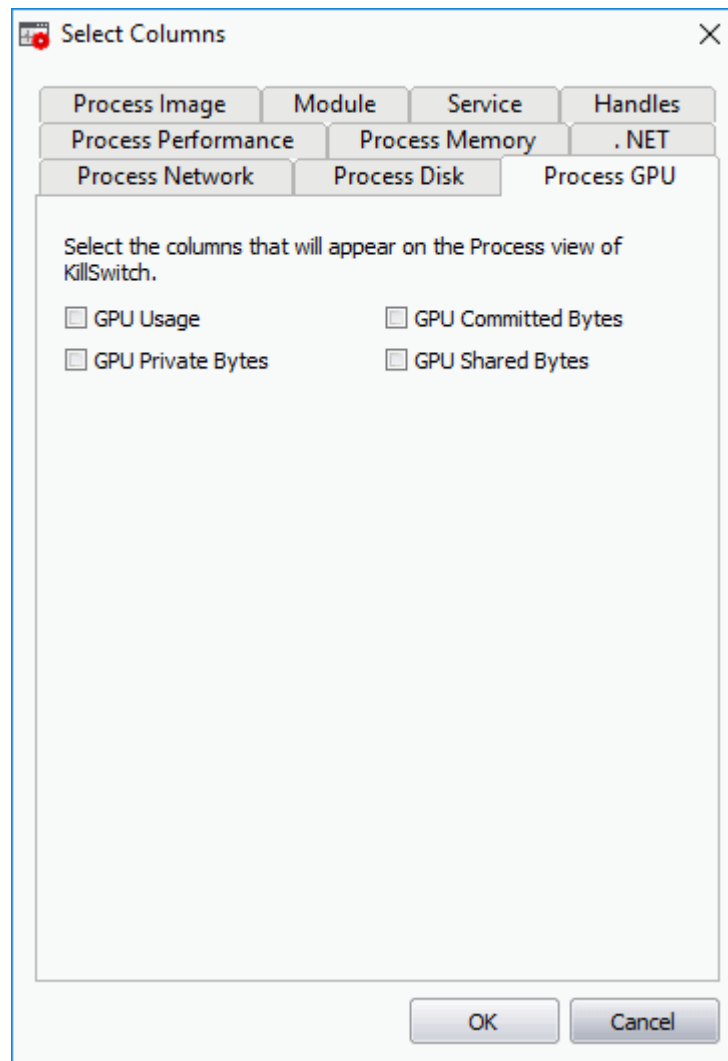 Select Columns
Process Image Module Service Handles
Process Performance Process Memory . NET
Process Network Process Disk Process GPU
Select the columns that will appear on the Process view of
KillSwitch.
GPU Usage GPU Committed Bytes
GPU Private Bytes GPU Shared Bytes
OK Cancel